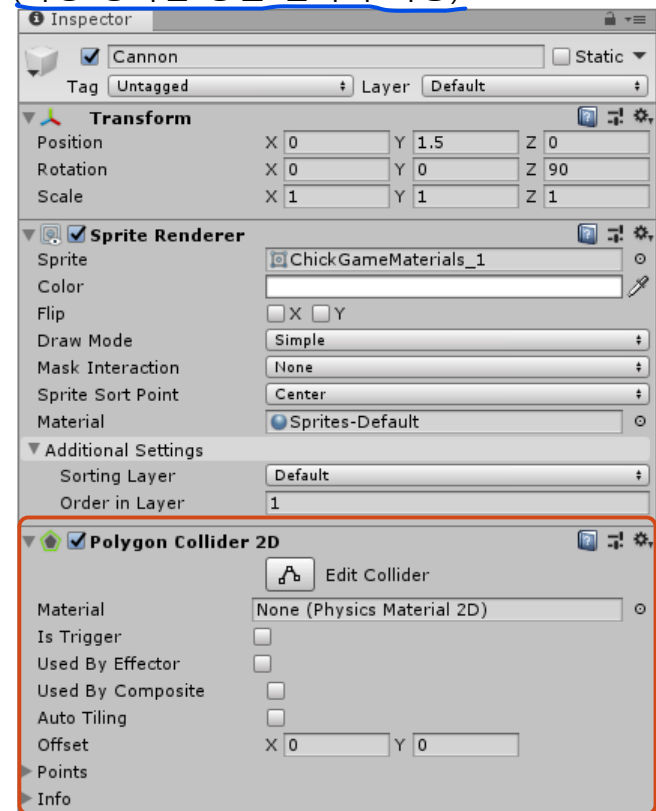 Inspector
Cannon Static
Tag Untagged Layer Default
Transform
Position X 0 Y 1.5 Z 0
Rotation X 0 Y 0 Z 90
Scale X 1 Y 1 Z 1
Sprite Renderer
Sprite ChickGameMaterials_1
Color
Flip X Y
Draw Mode Simple
Mask Interaction None
Sprite Sort Point Center
Material Sprites-Default
Additional Settings
Sorting Layer Default
Order in Layer 1
Polygon Collider 2D
Edit Collider
Material None (Physics Material 2D)
Is Trigger
Used By Effector
Used By Composite
Auto Tiling
Offset X 0 Y 0
Points
Info